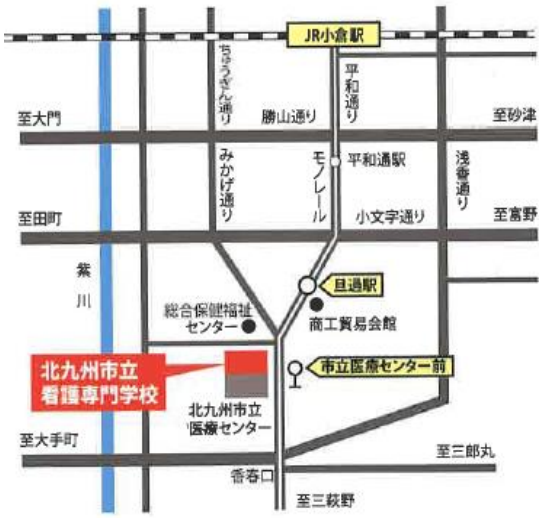 JR小倉駅
ちゅうぎん通り
平和通り
至大門
勝山通り
至砂津
みかげ通り
モノレール
平和通駅
浅香通り
至田町
小文字通り
至富野
紫川
旦過駅
総合保健福祉
センター
商工貿易会館
北九州市立
看護専門学校
市立医療センター前
北九州市立
医療センター
至大手町
至三郎丸
香春口
至三萩野